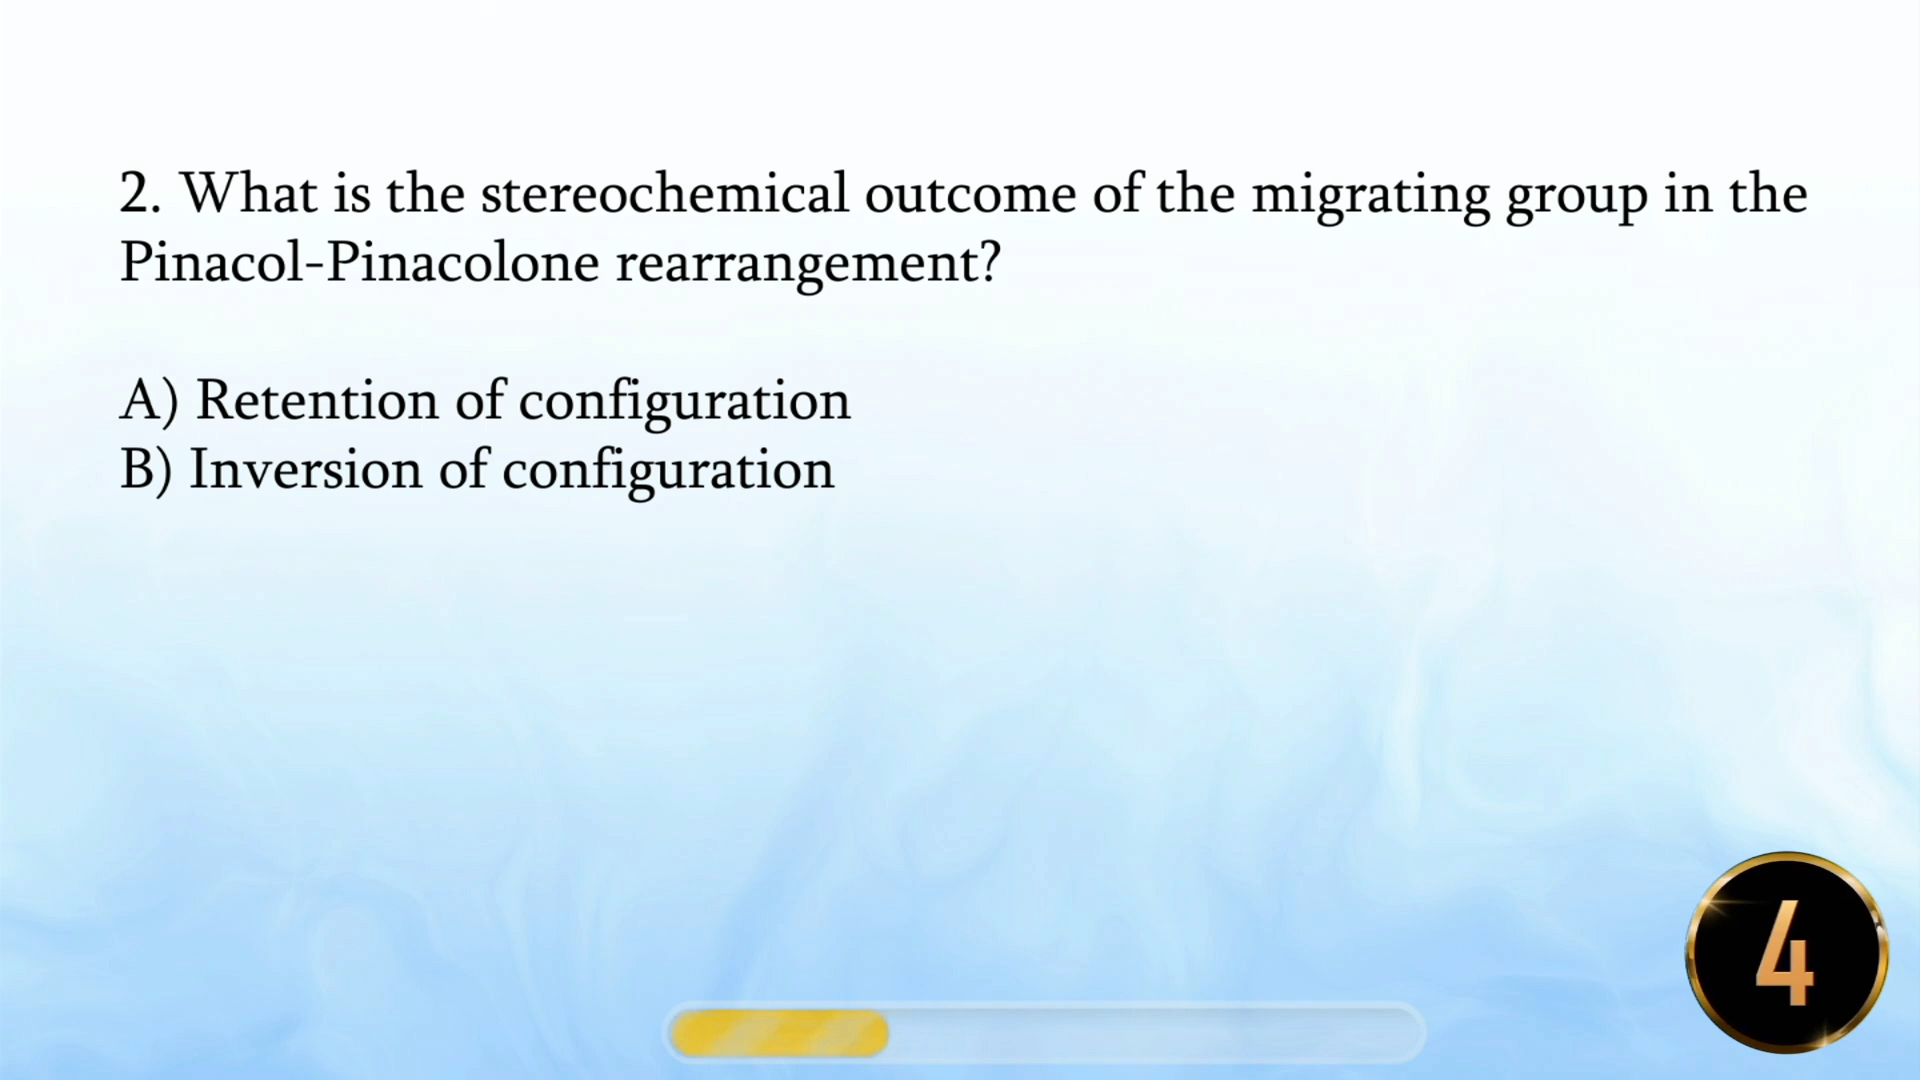 2. What is the stereochemical outcome of the migrating group in the
Pinacol-Pinacolone rearrangement?
A) Retention of configuration
B) Inversion of configuration
4